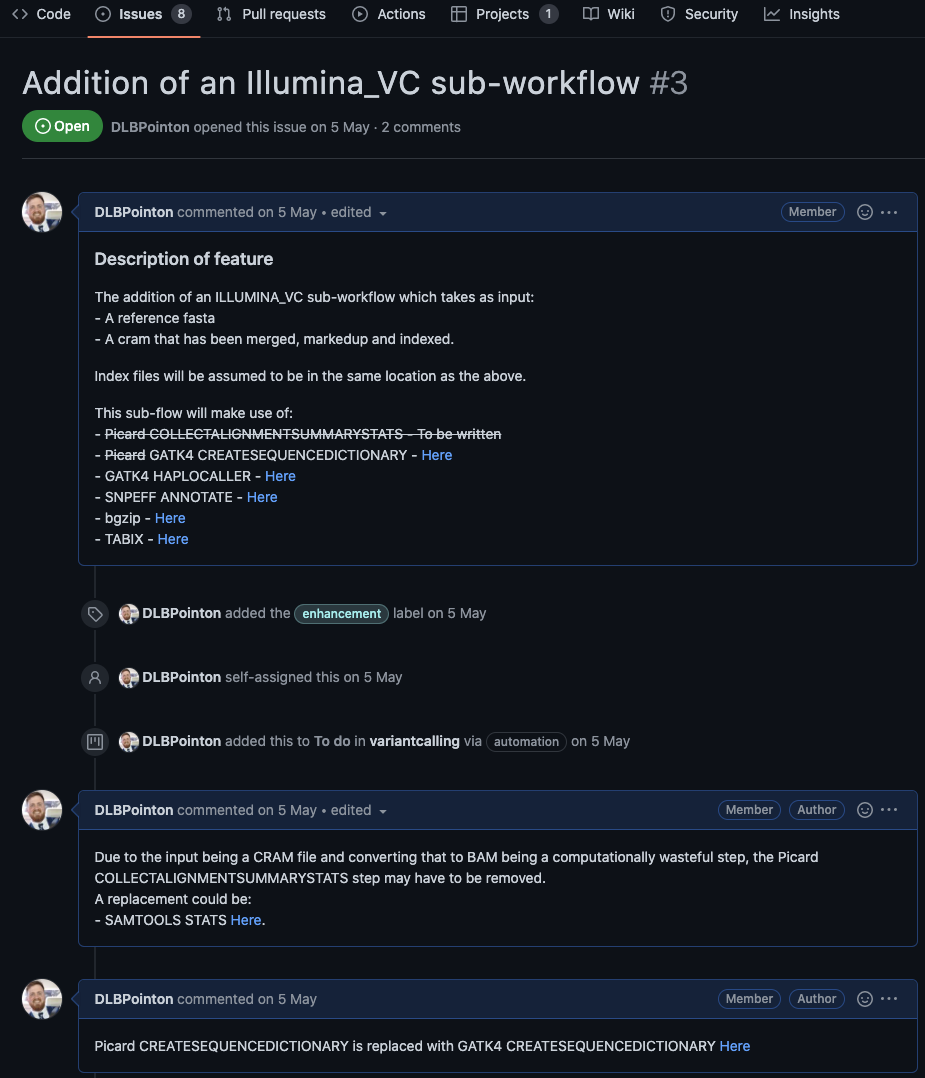 Code Issues 8 Pull requests Actions Projects 1 Wiki Security Insights
Addition of an Illumina_VC sub-workflow #3
Open DLBPointon opened this issue on 5 May · 2 comments
DLBPointon commented on 5 May • edited Member
Description of feature
The addition of an ILLUMINA_VC sub-workflow which takes as input:
- A reference fasta
- A cram that has been merged, markedup and indexed.
Index files will be assumed to be in the same location as the above.
This sub-flow will make use of:
- Picard COLLECTALIGNMENTSUMMARYSTATS - To be written
- Picard GATK4 CREATESEQUENCEDICTIONARY - Here
- GATK4 HAPLOCALLER - Here
- SNPEFF ANNOTATE - Here
- bgzip - Here
- TABIX - Here
DLBPointon added the enhancement label on 5 May
DLBPointon self-assigned this on 5 May
DLBPointon added this to To do in variantcalling via automation on 5 May
DLBPointon commented on 5 May • edited Member Author
Due to the input being a CRAM file and converting that to BAM being a computationally wasteful step, the Picard
COLLECTALIGNMENTSUMMARYSTATS step may have to be removed.
A replacement could be:
- SAMTOOLS STATS Here.
DLBPointon commented on 5 May Member Author
Picard CREATESEQUENCEDICTIONARY is replaced with GATK4 CREATESEQUENCEDICTIONARY Here